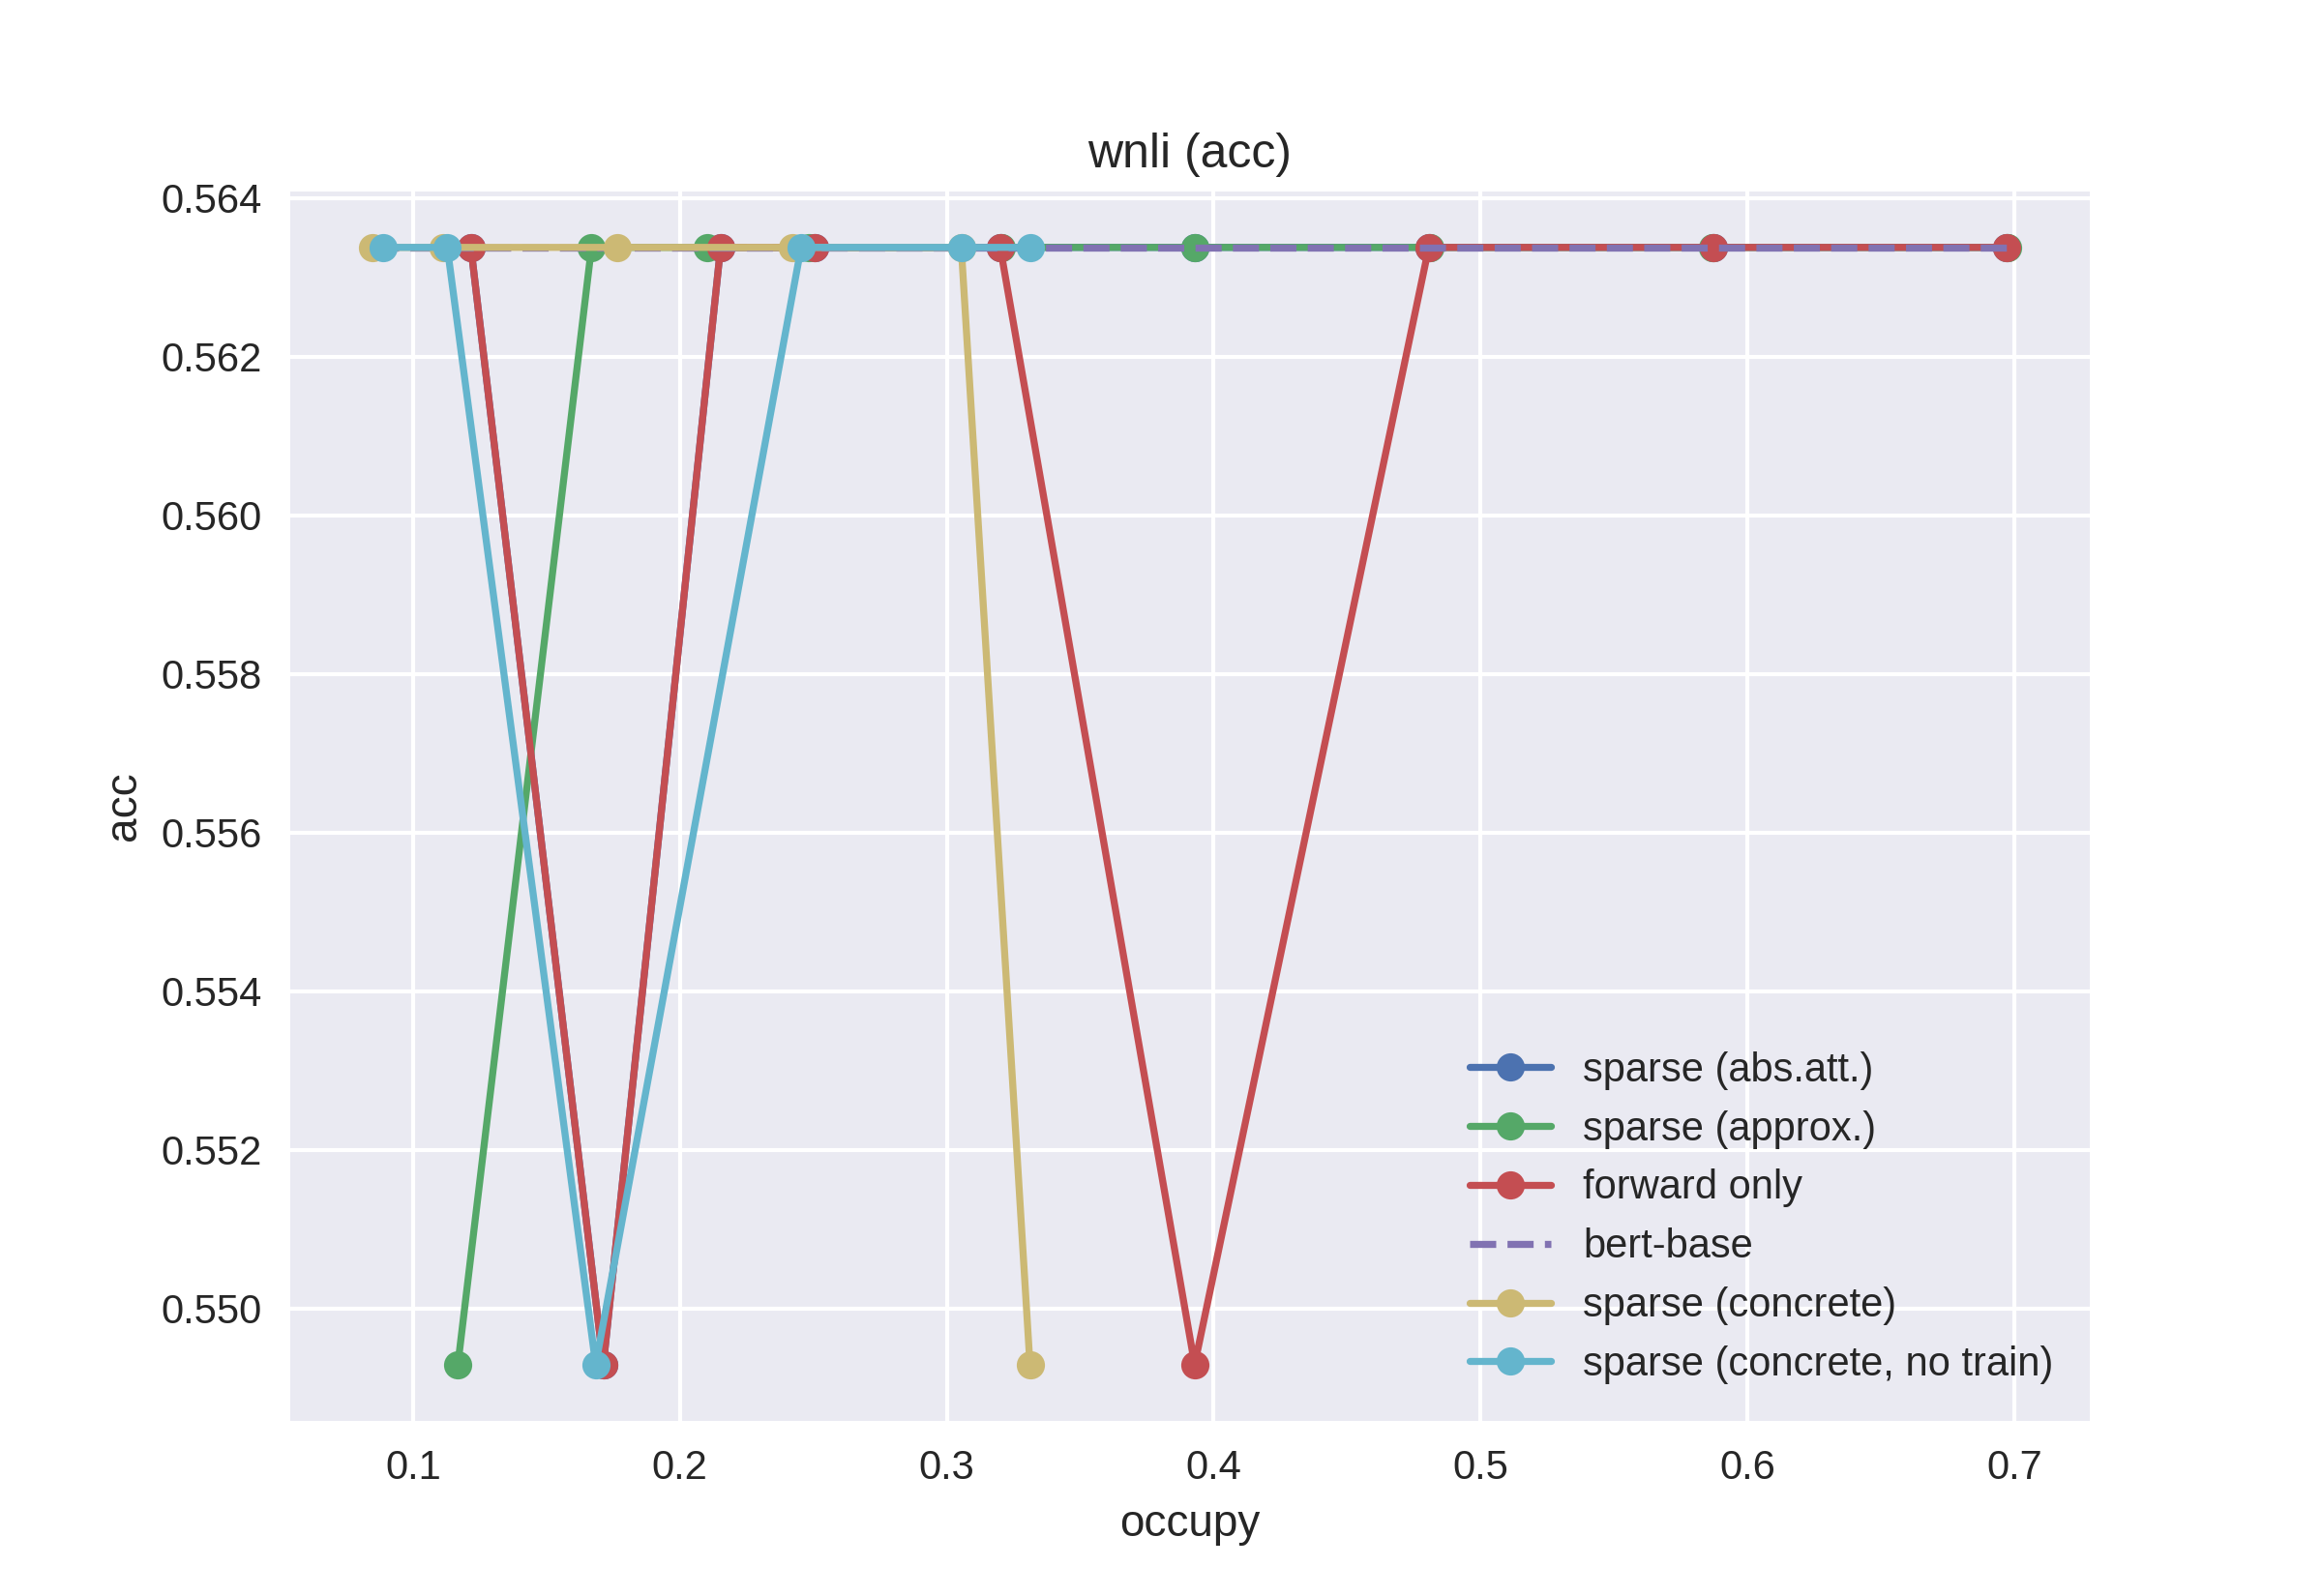 wnli (acc)
0.564
0.562
0.560
0.558
0.556
0.554
0.552
0.550
acc
sparse (abs.att.)
sparse (approx.)
forward only
bert-base
sparse (concrete)
sparse (concrete, no train)
0.1 0.2 0.3 0.4 0.5 0.6 0.7
occupy